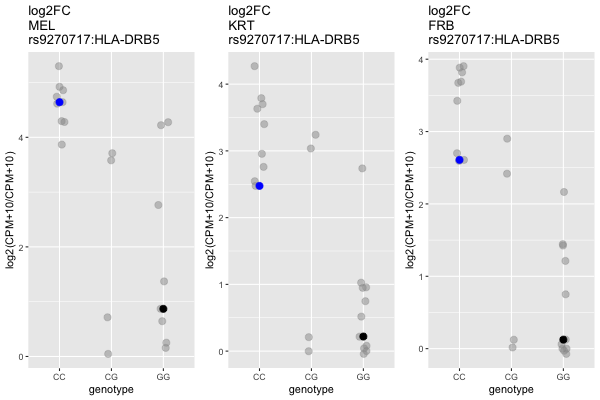 log2FC
MEL
rs9270717:HLA-DRB5
log2(CPM+10/CPM+10)
4
2
0
CC CG GG
genotype
log2FC
KRT
rs9270717:HLA-DRB5
log2(CPM+10/CPM+10)
4
3
2
1
0
CC CG GG
genotype
log2FC
FRB
rs9270717:HLA-DRB5
log2(CPM+10/CPM+10)
4
3
2
1
0
CC CG GG
genotype